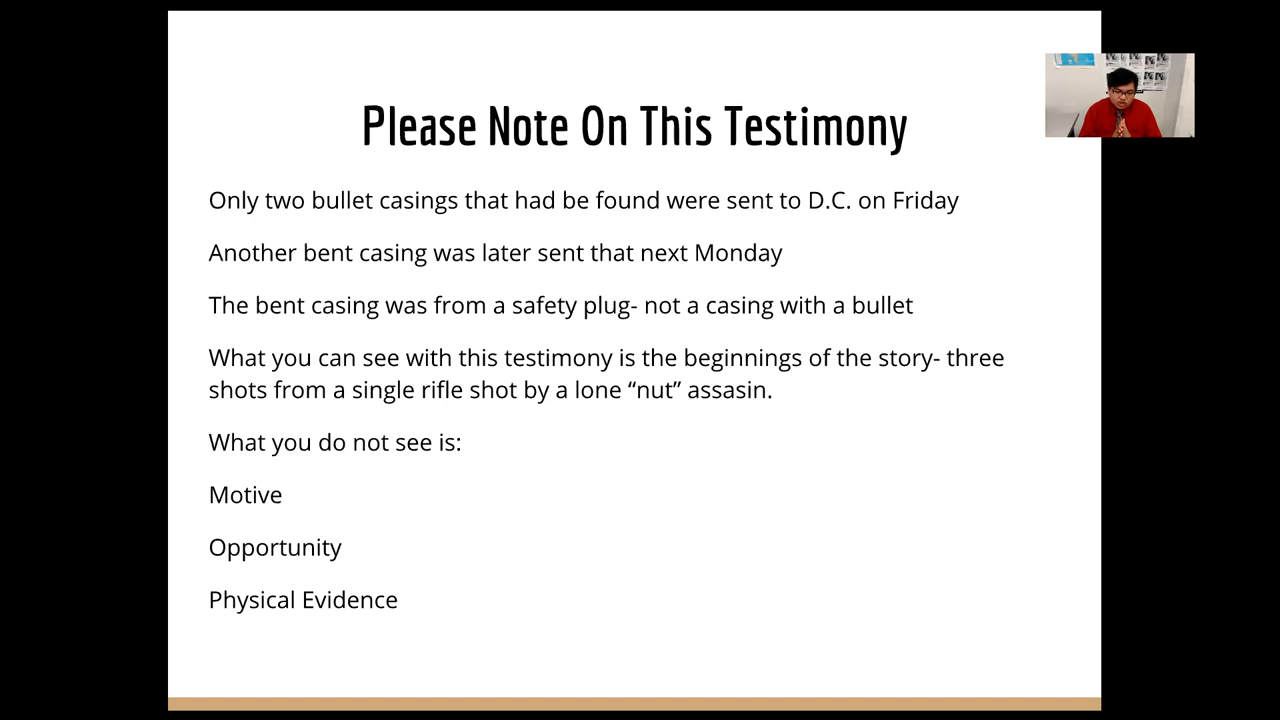 Please Note On This Testimony
Only two bullet casings that had be found were sent to D.C. on Friday
Another bent casing was later sent that next Monday
The bent casing was from a safety plug- not a casing with a bullet
What you can see with this testimony is the beginnings of the story- three
shots from a single rifle shot by a lone “nut” assasin.
What you do not see is:
Motive
Opportunity
Physical Evidence